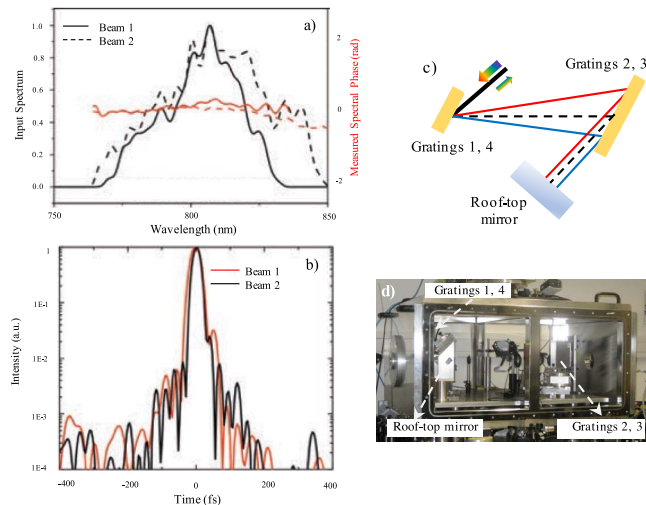 a)
Beam 1
Beam 2
1.0
0.8
0.6
0.4
0.2
0.0
Input Spectrum
2
0
-2
Measured Spectral Phase (rad)
750
800
850
Wavelength (nm)
b)
Beam 1
Beam 2
1
1E-1
1E-2
1E-3
1E-4
Intensity (a.u.)
-400
-200
0
200
400
Time (fs)
c)
Gratings 2, 3
Gratings 1, 4
Roof-top
mirror
d)
Gratings 1, 4
Roof-top mirror
Gratings 2, 3